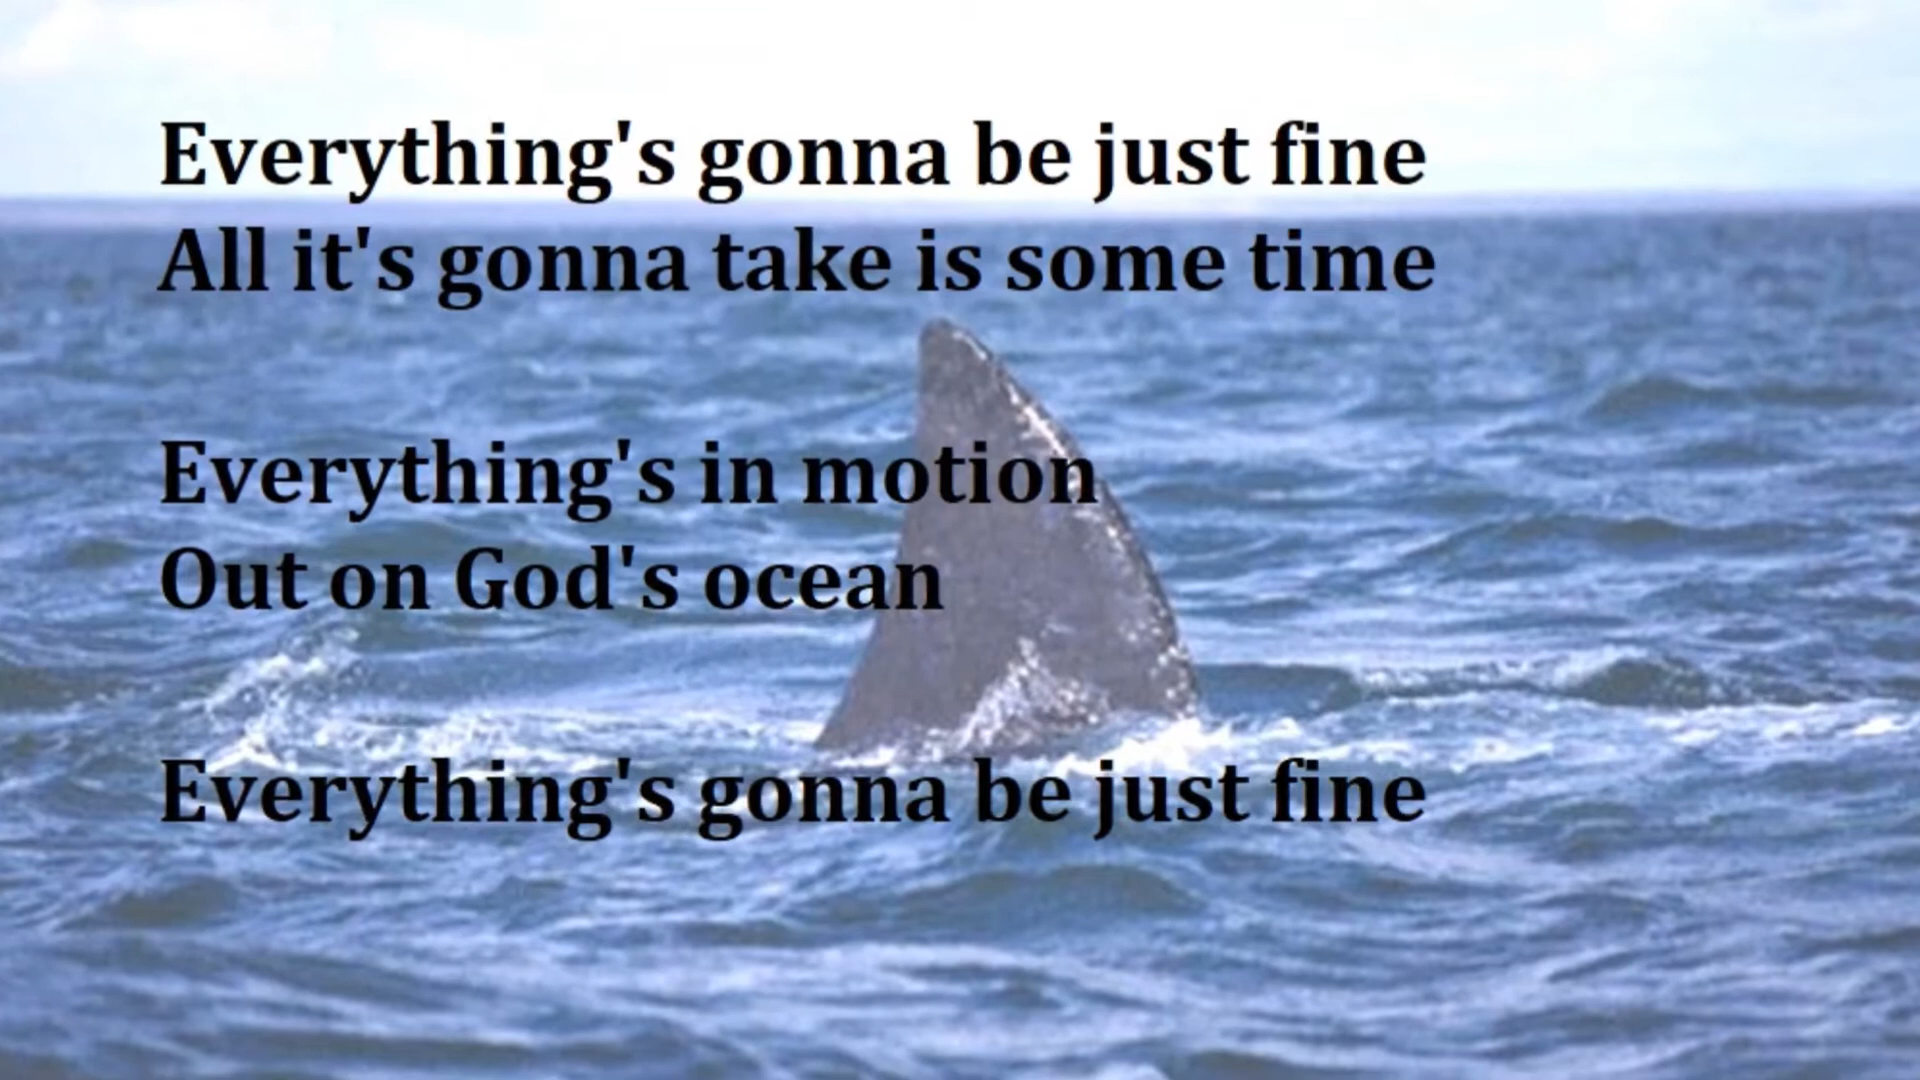 Everything's gonna be just fine
All it's gonna take is some time
Everything's in motion
Out on God's ocean
Everything's gonna be just fine